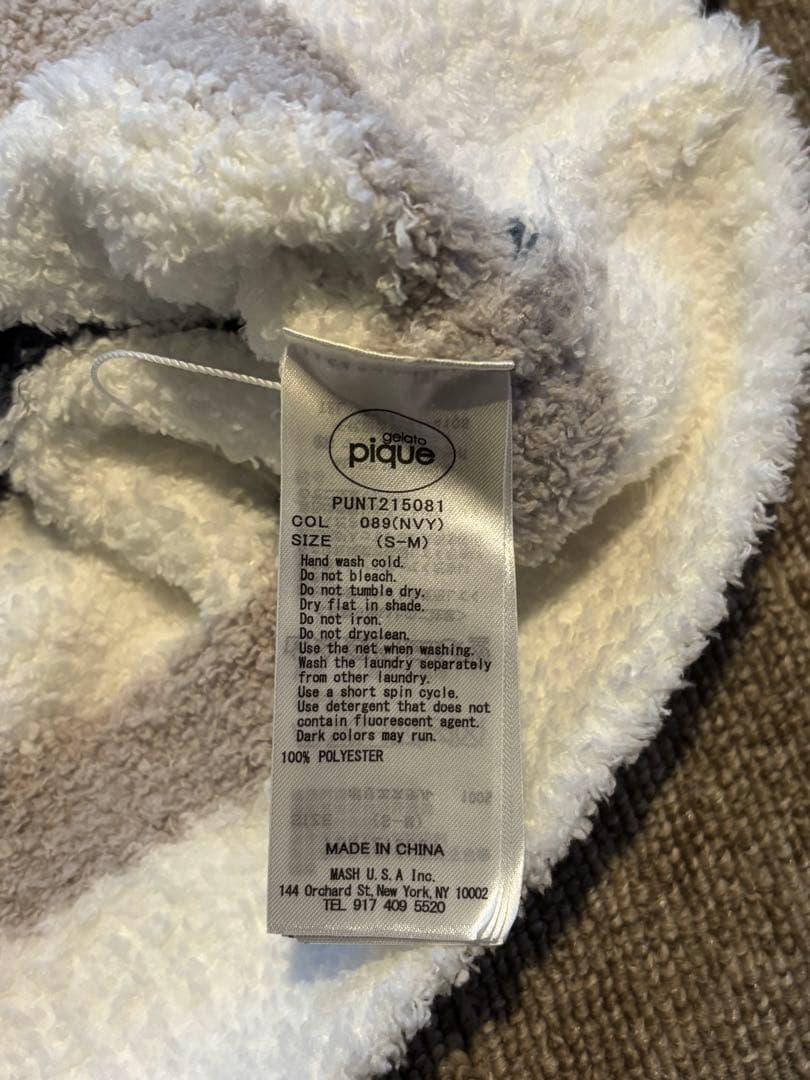 gelato
pique
PUNT215081
COL 089(NVY)
SIZE (S-M)
Hand wash cold.
Do not bleach.
Do not tumble dry.
Dry flat in shade.
Do not iron.
Do not dryclean.
Use the net when washing.
Wash the laundry separately
from other laundry.
Use a short spin cycle.
Use detergent that does not
contain fluorescent agent.
Dark colors may run.
100% POLYESTER
MADE IN CHINA
MASH U.S.A Inc.
144 Orchard St, New York, NY 10002
TEL 917 409 5520